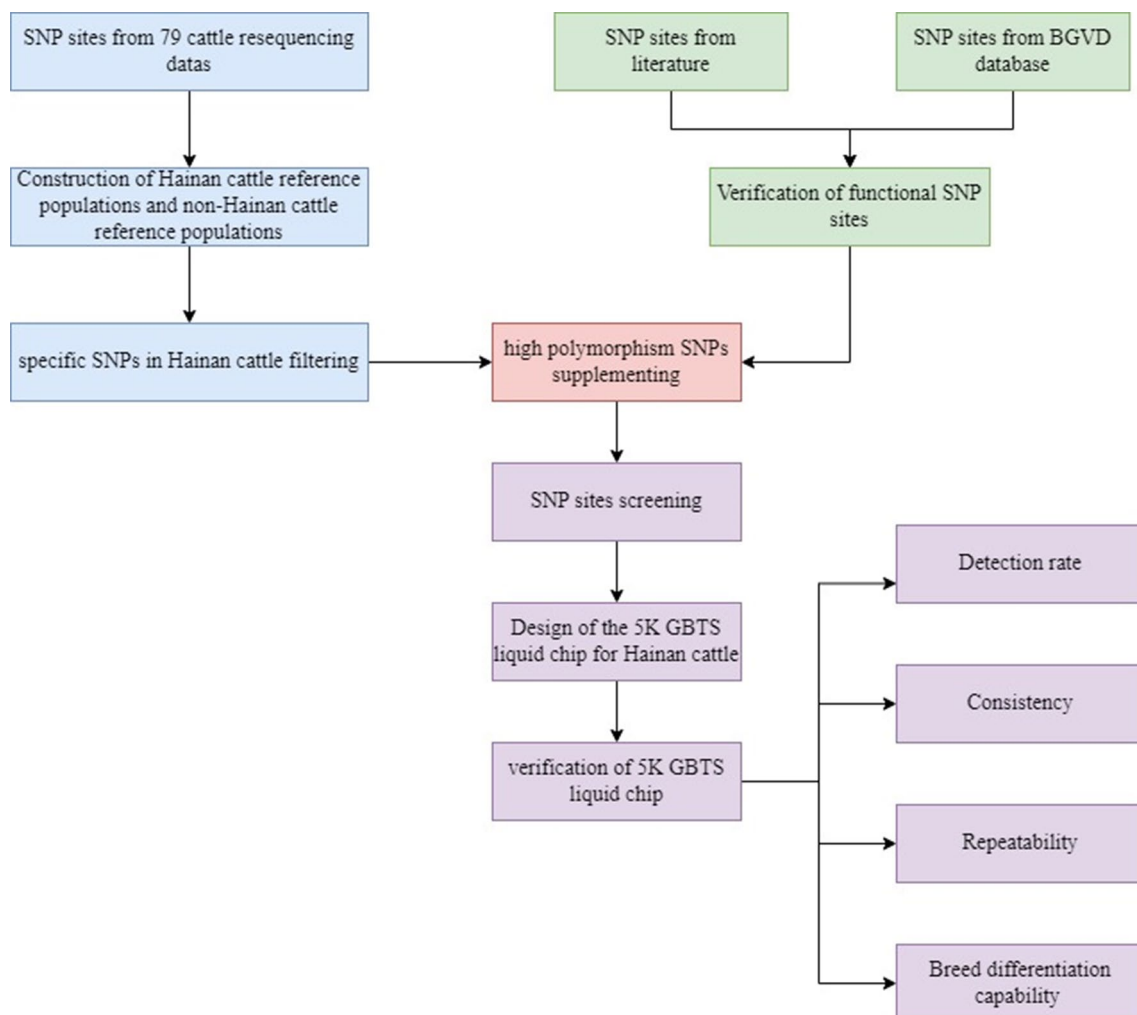 SNP sites from 79 cattle resequencing
datas
SNP sites from
literature
SNP sites from BGVD
database
Construction of Hainan cattle reference
populations and non-Hainan cattle
reference populations
Verification of functional SNP
sites
specific SNPs in Hainan cattle filtering
high polymorphism SNPs
supplementing
SNP sites screening
Design of the 5K GBTS
liquid chip for Hainan cattle
verification of 5K GBTS
liquid chip
Detection rate
Consistency
Repeatability
Breed differentiation
capability